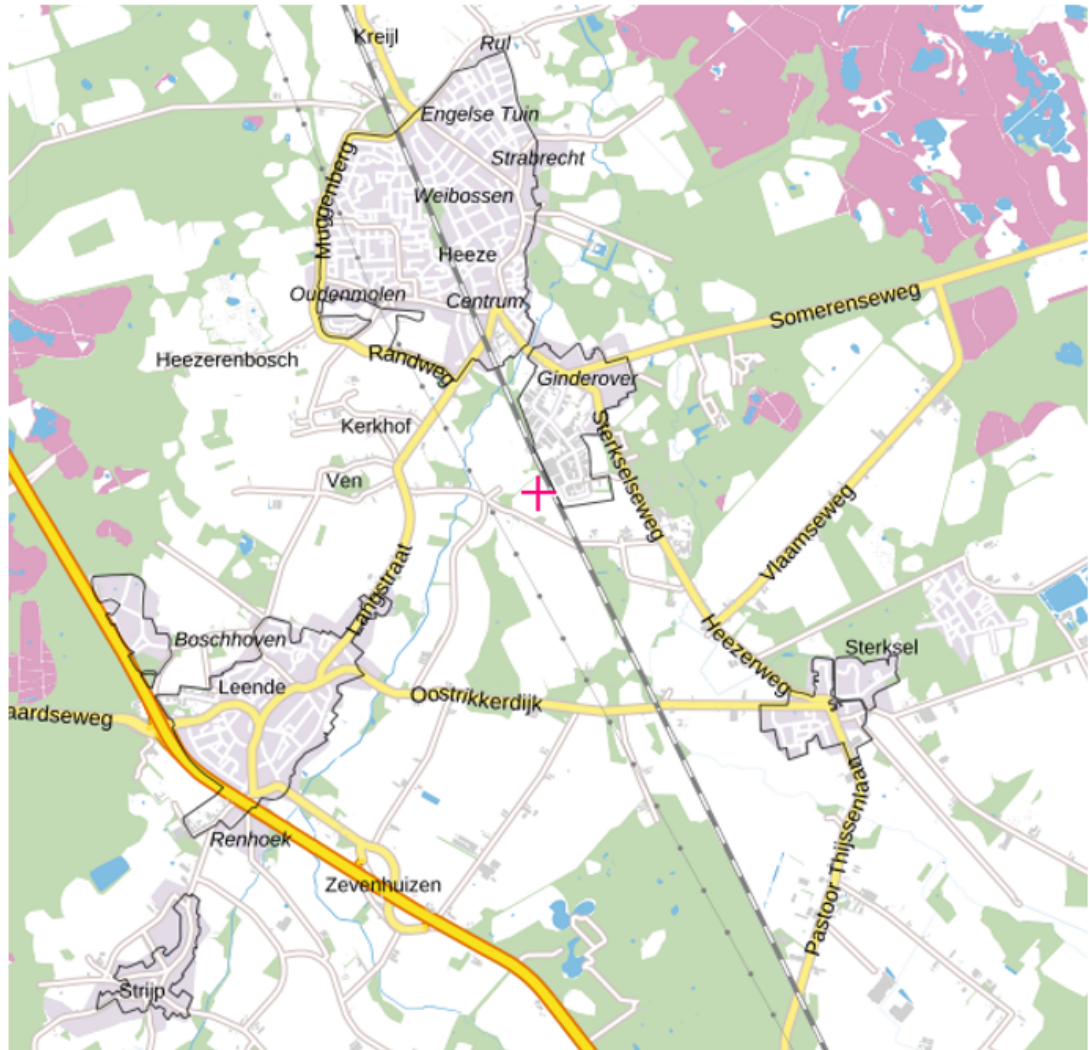 Kreijl
Rul
Engelse Tuin
Strabrecht
Muggenberg
Weibossen
Heeze
Oudenmolen
Centrum
Somerenseweg
Heezerenbosch
Randweg
Ginderover
Kerkhof
Sterkselseweg
Ven
Vlaamseweg
Langstraat
Boschhoven
Heezerweg
Sterksel
Leende
Oostrikkerdijk
aardseweg
Pastoor Thijssenlaan
Renhoek
Zevenhuizen
Strijp